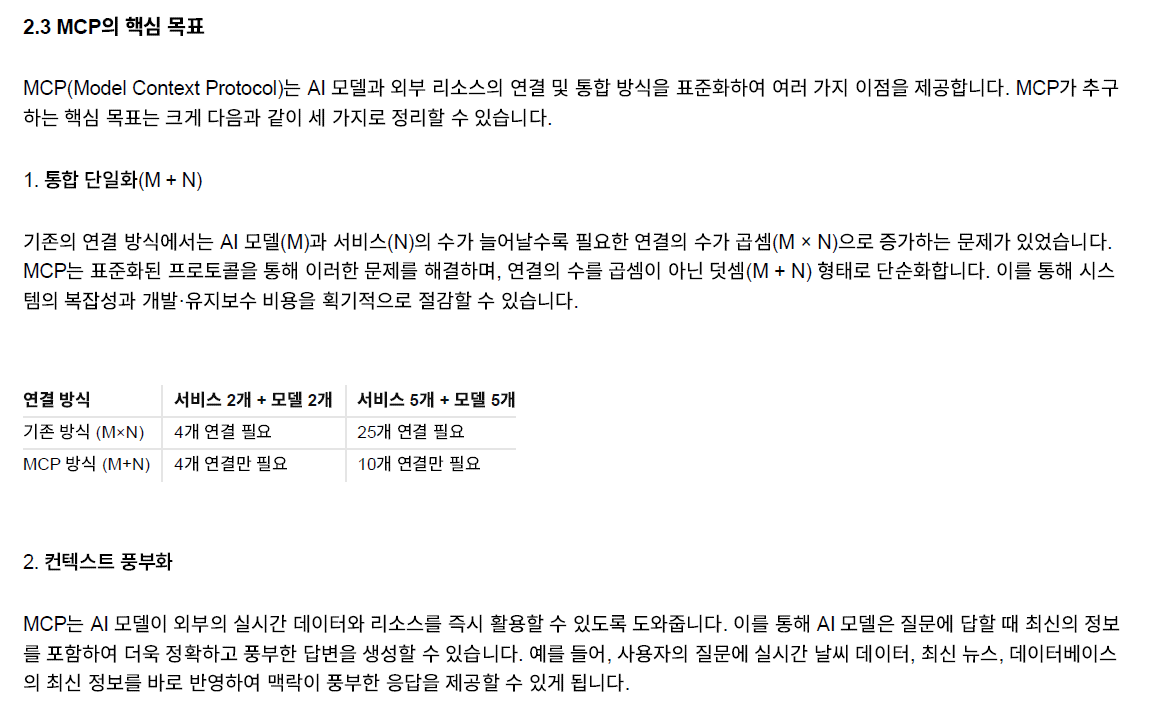 2.3 MCP의 핵심 목표
MCP(Model Context Protocol)는 AI 모델과 외부 리소스의 연결 및 통합 방식을 표준화하여 여러 가지 이점을 제공합니다. MCP가 추구
하는 핵심 목표는 크게 다음과 같이 세 가지로 정리할 수 있습니다.
1. 통합 단일화(M + N)
기존의 연결 방식에서는 AI 모델(M)과 서비스(N)의 수가 늘어날수록 필요한 연결의 수가 곱셈(M × N)으로 증가하는 문제가 있었습니다.
MCP는 표준화된 프로토콜을 통해 이러한 문제를 해결하며, 연결의 수를 곱셈이 아닌 덧셈(M + N) 형태로 단순화합니다. 이를 통해 시스
템의 복잡성과 개발·유지보수 비용을 획기적으로 절감할 수 있습니다.
연결 방식 서비스 2개 + 모델 2개 서비스 5개 + 모델 5개
기존 방식 (M×N) 4개 연결 필요 25개 연결 필요
MCP 방식 (M+N) 4개 연결만 필요 10개 연결만 필요
2. 컨텍스트 풍부화
MCP는 AI 모델이 외부의 실시간 데이터와 리소스를 즉시 활용할 수 있도록 도와줍니다. 이를 통해 AI 모델은 질문에 답할 때 최신의 정보
를 포함하여 더욱 정확하고 풍부한 답변을 생성할 수 있습니다. 예를 들어, 사용자의 질문에 실시간 날씨 데이터, 최신 뉴스, 데이터베이스
의 최신 정보를 바로 반영하여 맥락이 풍부한 응답을 제공할 수 있게 됩니다.